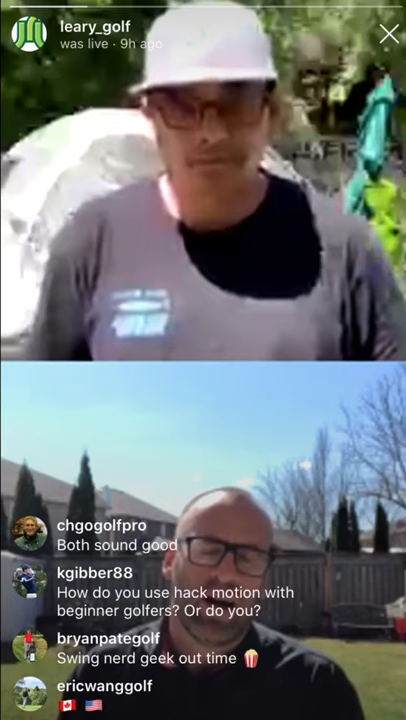 leary_golf
was live · 9h ago
chgogolfpro
Both sound good
kgibber88
How do you use hack motion with
beginner golfers? Or do you?
bryanpategolf
Swing nerd geek out time 🍿
ericwanggolf
🇨🇦 🇺🇸